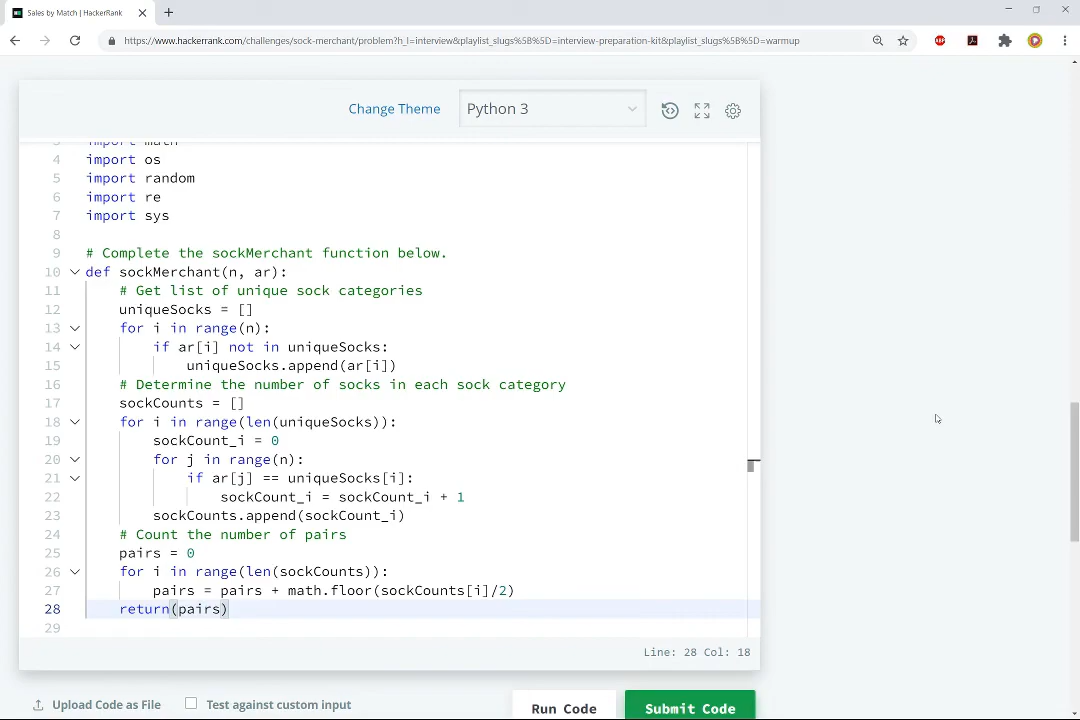 Sales by Match | HackerRank
https://www.hackerrank.com/challenges/sock-merchant/problem?h_l=interview&playlist_slugs%5B%5D=interview-preparation-kit&playlist_slugs%5B%5D=warmup
ABP
Change Theme
Python 3
3 import math
4 import os
5 import random
6 import re
7 import sys
8
9 # Complete the sockMerchant function below.
10 def sockMerchant(n, ar):
11     # Get list of unique sock categories
12     uniqueSocks = []
13     for i in range(n):
14         if ar[i] not in uniqueSocks:
15             uniqueSocks.append(ar[i])
16     # Determine the number of socks in each sock category
17     sockCounts = []
18     for i in range(len(uniqueSocks)):
19         sockCount_i = 0
20         for j in range(n):
21             if ar[j] == uniqueSocks[i]:
22                 sockCount_i = sockCount_i + 1
23         sockCounts.append(sockCount_i)
24     # Count the number of pairs
25     pairs = 0
26     for i in range(len(sockCounts)):
27         pairs = pairs + math.floor(sockCounts[i]/2)
28     return(pairs)
29
Line: 28 Col: 18
Upload Code as File
Test against custom input
Run Code
Submit Code